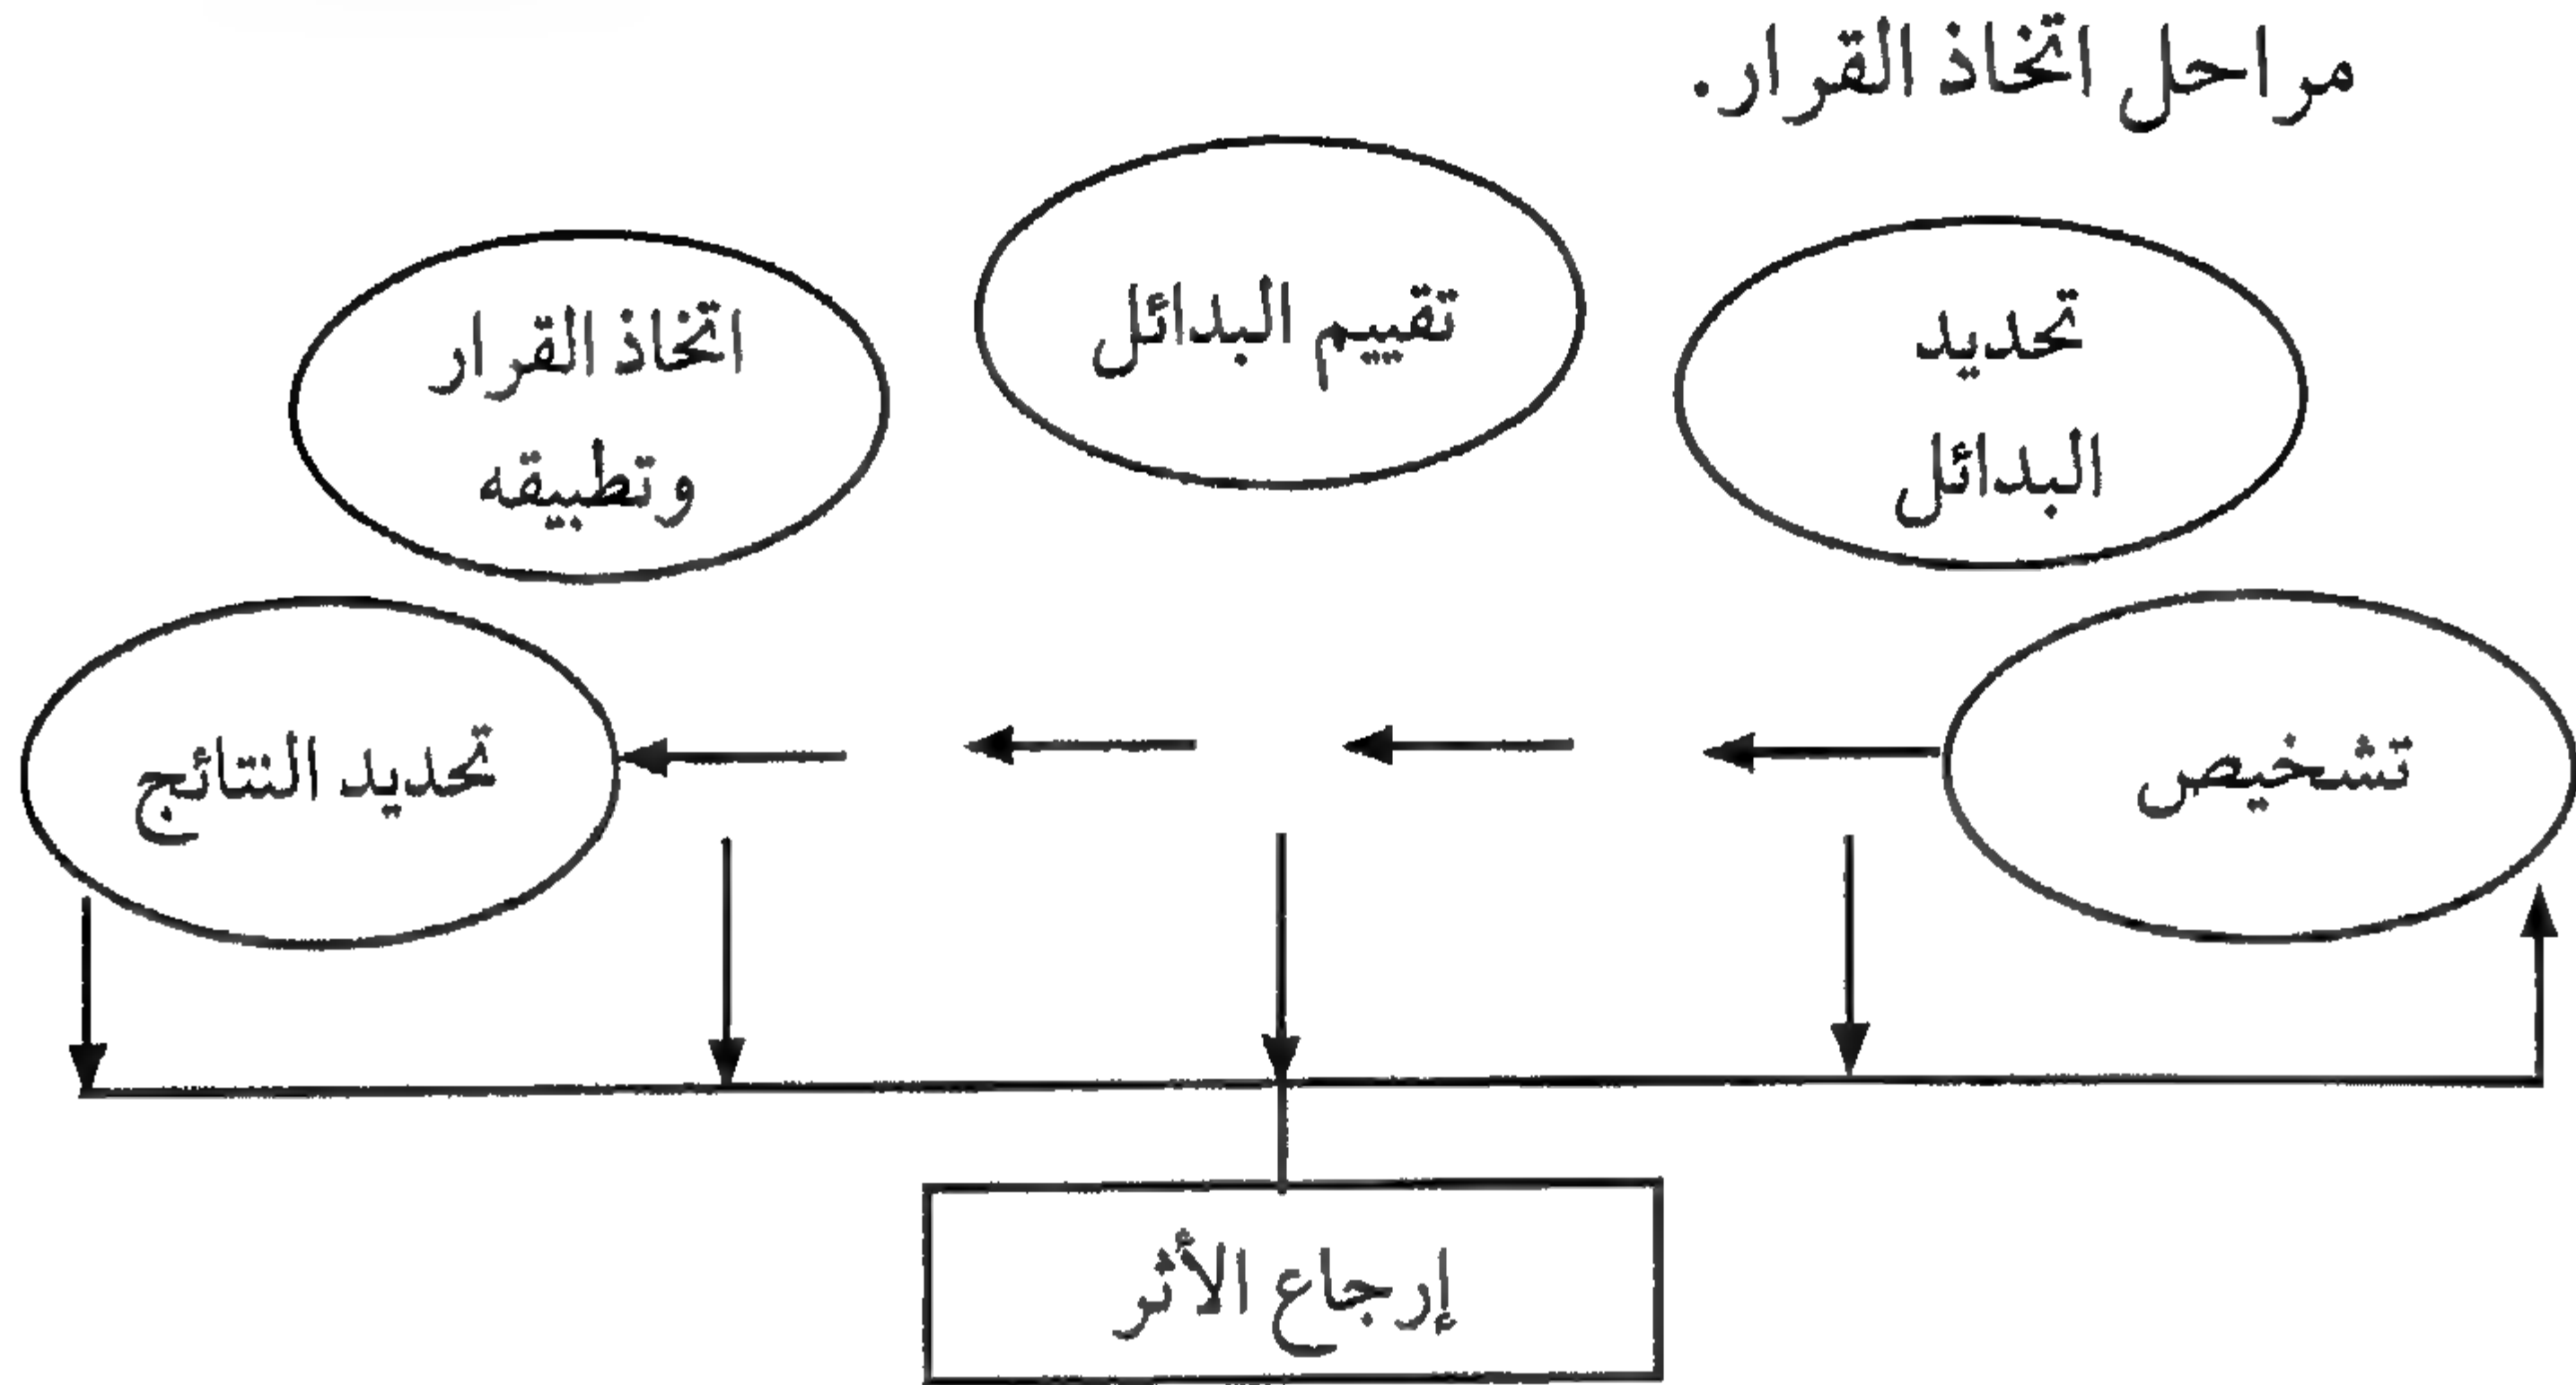 مراحل اتخاذ القرار.
تحديد
البدائل
تقييم البدائل
اتخاذ القرار
وتطبيقه
تشخيص
تحديد النتائج
إرجاع الأثر